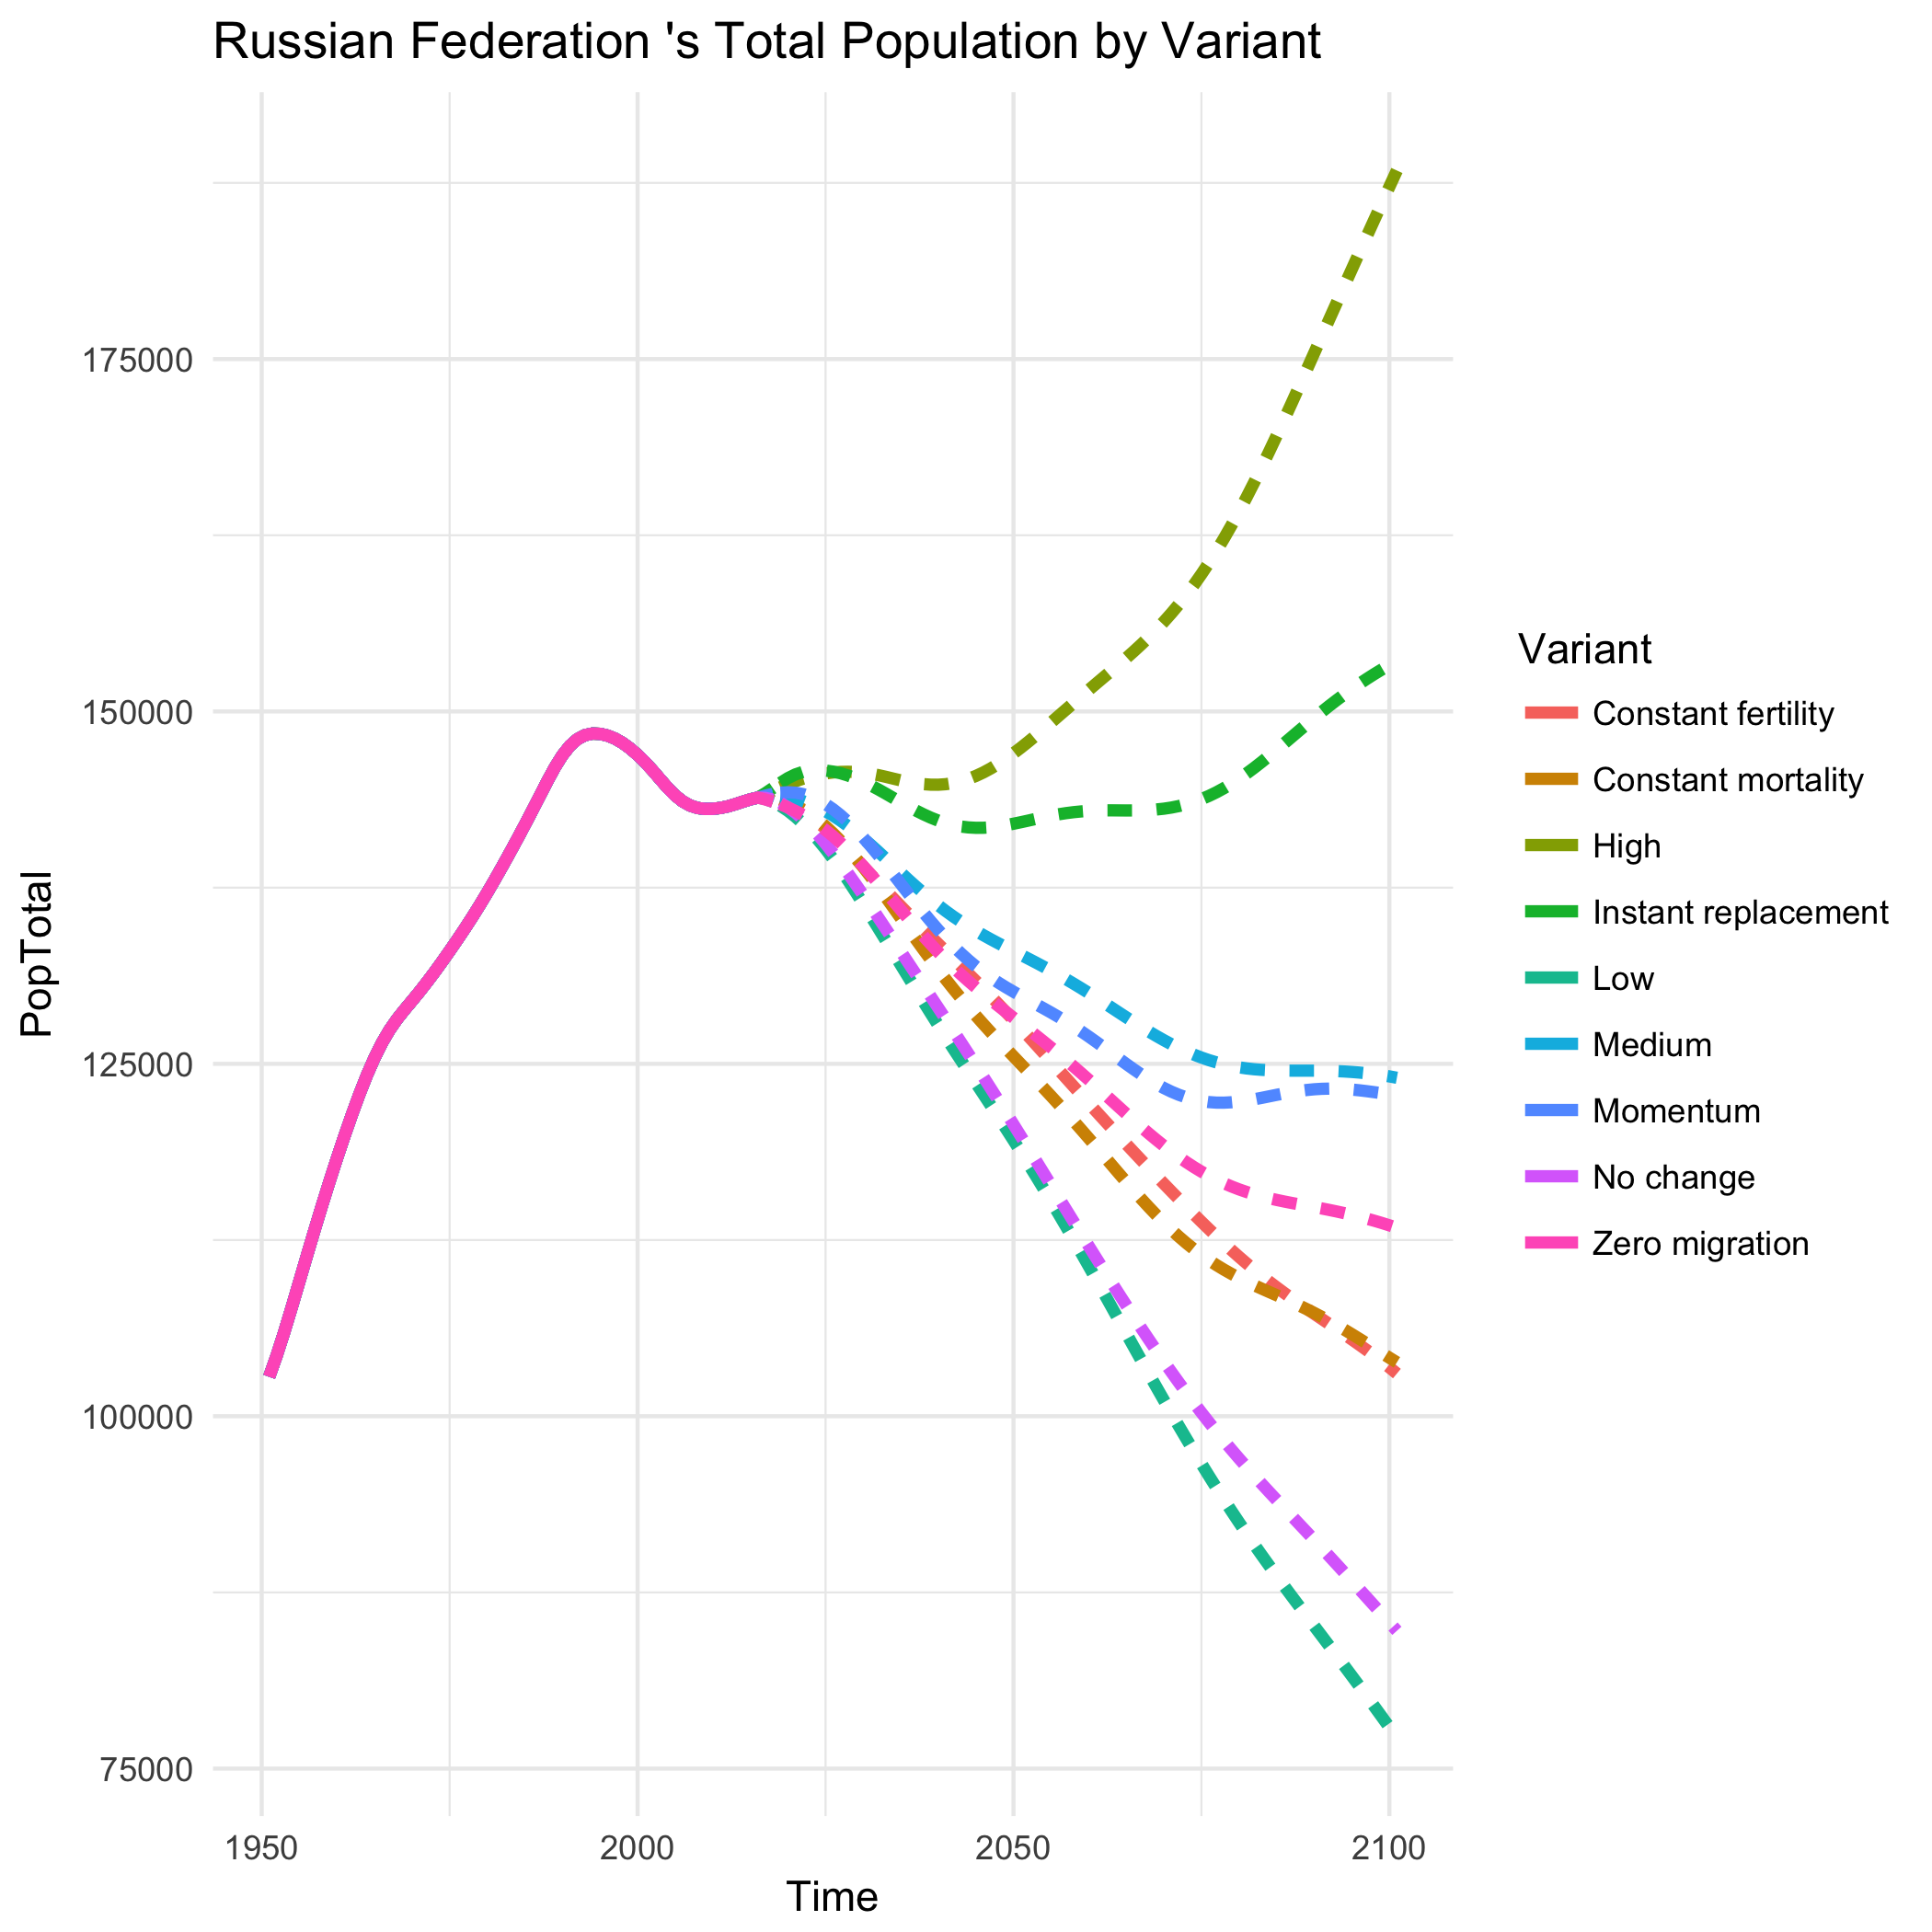 Russian Federation 's Total Population by Variant
PopTotal
175000
150000
125000
100000
75000
1950
2000
2050
2100
Time
Variant
Constant fertility
Constant mortality
High
Instant replacement
Low
Medium
Momentum
No change
Zero migration